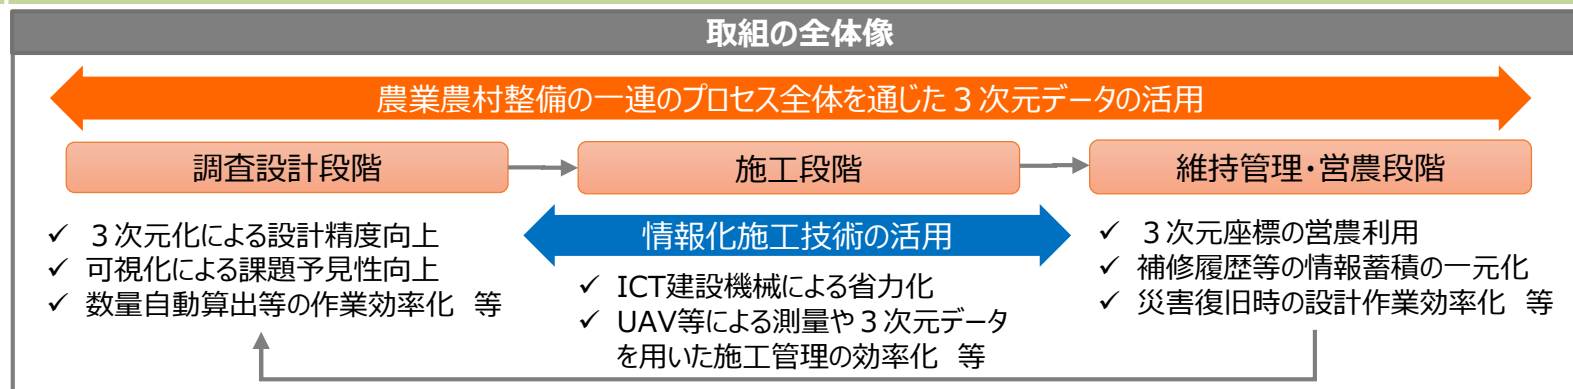 取組の全体像
農業農村整備の一連のプロセス全体を通じた３次元データの活用
調査設計段階
施工段階
維持管理・営農段階
✓ ３次元化による設計精度向上
✓ 可視化による課題予見性向上
✓ 数量自動算出等の作業効率化　等
情報化施工技術の活用
✓ ICT建設機械による省力化
✓ UAV等による測量や３次元データ
を用いた施工管理の効率化　等
✓ ３次元座標の営農利用
✓ 補修履歴等の情報蓄積の一元化
✓ 災害復旧時の設計作業効率化　等